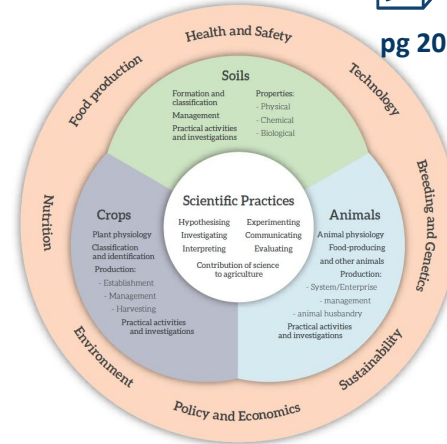 pg 20
Health and Safety
Technology
Breeding and Genetics
Sustainability
Policy and Economics
Environment
Nutrition
Food production
Soils
Formation and
classification
Management
Practical activities
and investigations
Properties:
- Physical
- Chemical
- Biological
Scientific Practices
Hypothesising
Investigating
Interpreting
Experimenting
Communicating
Evaluating
Contribution of science
to agriculture
Crops
Plant physiology
Classification
and identification
Production:
- Establishment
- Management
- Harvesting
Practical activities
and investigations
Animals
Animal physiology
Food-producing
and other animals
Production:
- System/Enterprise
- management
- animal husbandry
Practical activities
and investigations